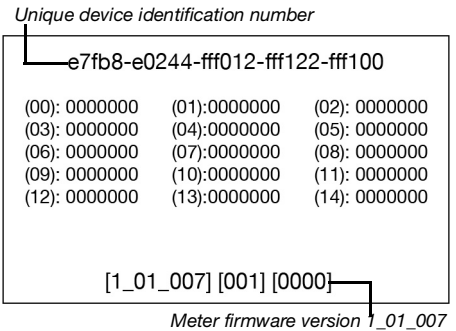 Unique device identification number
e7fb8-e0244-fff012-fff122-fff100
(00): 0000000 (01):0000000 (02): 0000000
(03): 0000000 (04):0000000 (05): 0000000
(06): 0000000 (07):0000000 (08): 0000000
(09): 0000000 (10):0000000 (11): 0000000
(12): 0000000 (13):0000000 (14): 0000000
[1_01_007] [001] [0000]
Meter firmware version 1_01_007